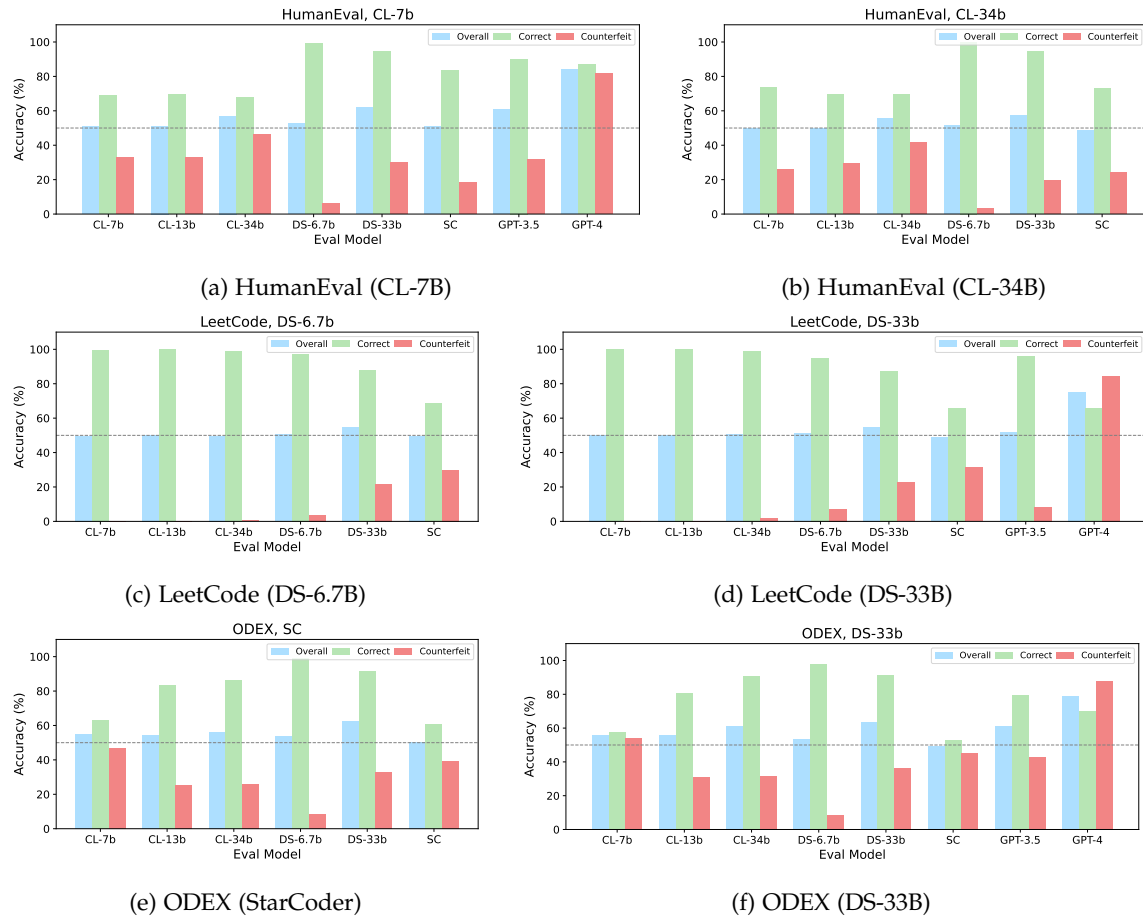 HumanEval, CL-7b
Accuracy (%)
100
80
60
40
20
0
Overall Correct Counterfeit
CL-7b CL-13b CL-34b DS-6.7b DS-33b SC GPT-3.5 GPT-4
Eval Model
(a) HumanEval (CL-7B)
HumanEval, CL-34b
Accuracy (%)
100
80
60
40
20
0
Overall Correct Counterfeit
CL-7b CL-13b CL-34b DS-6.7b DS-33b SC
Eval Model
(b) HumanEval (CL-34B)
LeetCode, DS-6.7b
Accuracy (%)
100
80
60
40
20
0
Overall Correct Counterfeit
CL-7b CL-13b CL-34b DS-6.7b DS-33b SC
Eval Model
(c) LeetCode (DS-6.7B)
LeetCode, DS-33b
Accuracy (%)
100
80
60
40
20
0
Overall Correct Counterfeit
CL-7b CL-13b CL-34b DS-6.7b DS-33b SC GPT-3.5 GPT-4
Eval Model
(d) LeetCode (DS-33B)
ODEX, SC
Accuracy (%)
100
80
60
40
20
0
Overall Correct Counterfeit
CL-7b CL-13b CL-34b DS-6.7b DS-33b SC
Eval Model
(e) ODEX (StarCoder)
ODEX, DS-33b
Accuracy (%)
100
80
60
40
20
0
Overall Correct Counterfeit
CL-7b CL-13b CL-34b DS-6.7b DS-33b SC GPT-3.5 GPT-4
Eval Model
(f) ODEX (DS-33B)